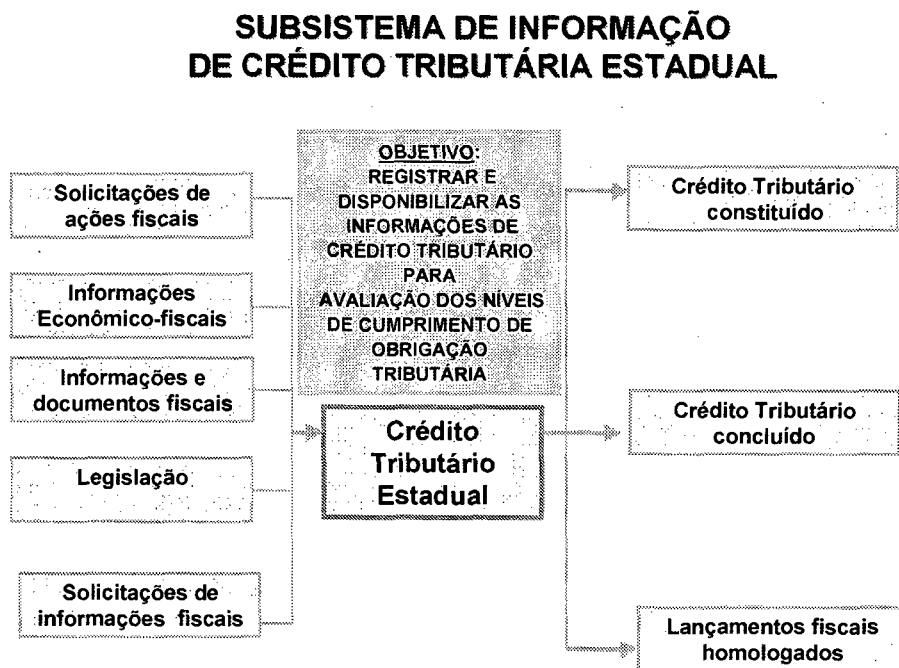 SUBSISTEMA DE INFORMAÇÃO
DE CRÉDITO TRIBUTÁRIA ESTADUAL
Solicitações de
ações fiscais
Informações
Econômico-fiscais
Informações e
documentos fiscais
Legislação
Solicitações de
informações fiscais
OBJETIVO:
REGISTRAR E
DISPONIBILIZAR AS
INFORMAÇÕES DE
CRÉDITO TRIBUTÁRIO
PARA
AVALIAÇÃO DOS NÍVEIS
DE CUMPRIMENTO DE
OBRIGAÇÃO
TRIBUTÁRIA
Crédito
Tributário
Estadual
Crédito Tributário
constituído
Crédito Tributário
concluído
Lançamentos fiscais
homologados